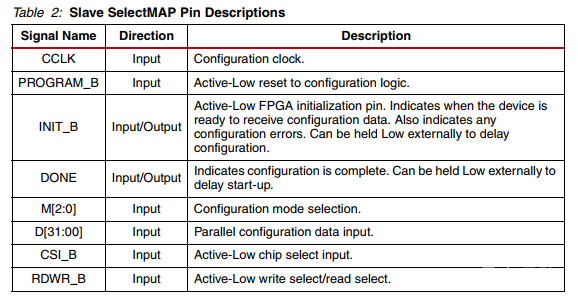 Table 2: Slave SelectMAP Pin Descriptions
Signal Name Direction Description
CCLK Input Configuration clock.
PROGRAM_B Input Active-Low reset to configuration logic.
INIT_B Input/Output Active-Low FPGA initialization pin. Indicates when the device is
ready to receive configuration data. Also indicates any
configuration errors. Can be held Low externally to delay
configuration.
DONE Input/Output Indicates configuration is complete. Can be held Low externally to
delay start-up.
M[2:0] Input Configuration mode selection.
D[31:00] Input Parallel configuration data input.
CSI_B Input Active-Low chip select input.
RDWR_B Input Active-Low write select/read select.